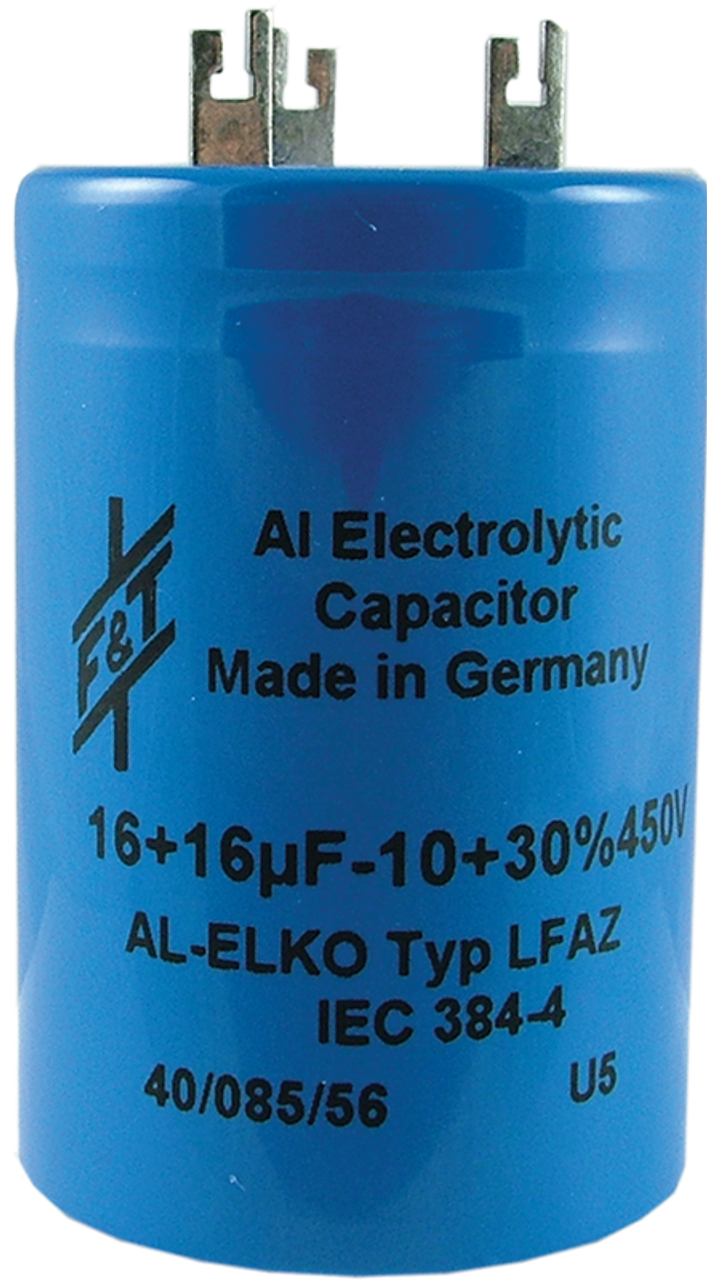 F&T
Al Electrolytic
Capacitor
Made in Germany
16+16µF-10+30%450V
AL-ELKO Typ LFAZ
IEC 384-4
40/085/56 U5